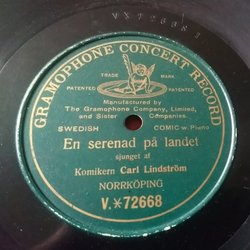 VX72668
GRAMOPHONE CONCERT RECORD
TRADE MARK.
PATENTED PATENTED
Manufactured by
The Gramophone Company, Limited,
and Sister Companies.
SWEDISH COMIC w. Piano
En serenad på landet
sjunget af
Komikern Carl Lindström
NORRKÖPING
V.*72668